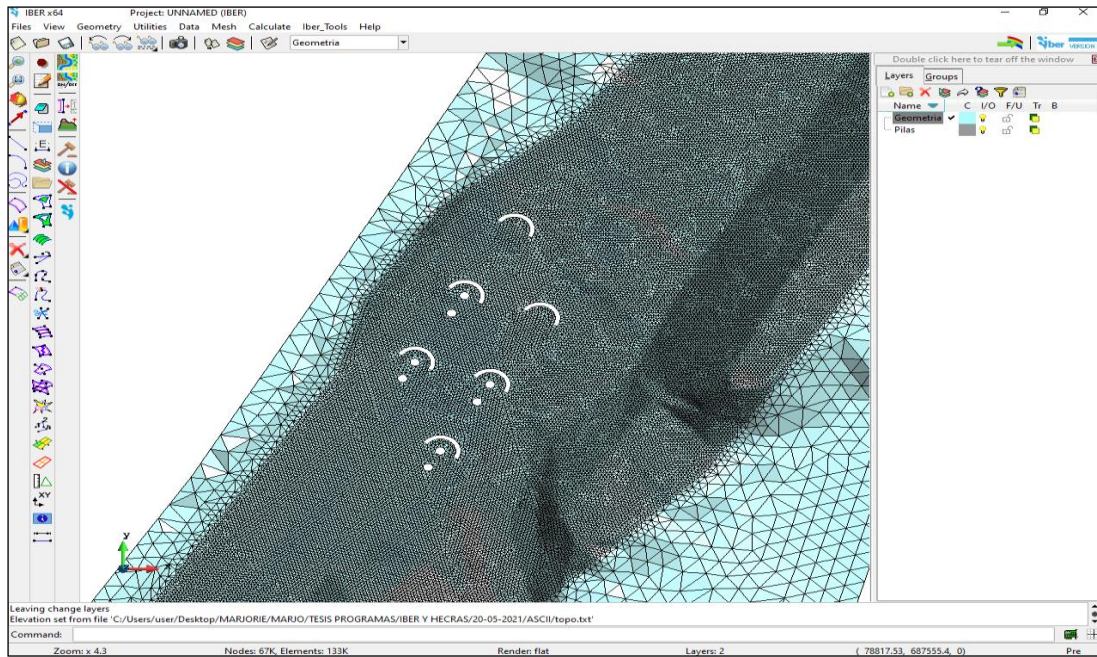 IBER x64 Project: UNNAMED (IBER)
Files View Geometry Utilities Data Mesh Calculate Iber_Tools Help
Geometria
Iber VERSION
Double click here to tear off the window
Layers Groups
Name C I/O F/U Tr B
Geometria
Pilas
E
XY
y
Leaving change layers
Elevation set from file 'C:/Users/user/Desktop/MARJORIE/MARJO/TESIS PROGRAMAS/IBER Y HECRAS/20-05-2021/ASCII/topo.txt'
Command:
Zoom: x 4.3 Nodes: 67K, Elements: 133K Render: flat Layers: 2 ( 78817.53, 687555.4, 0) Pre